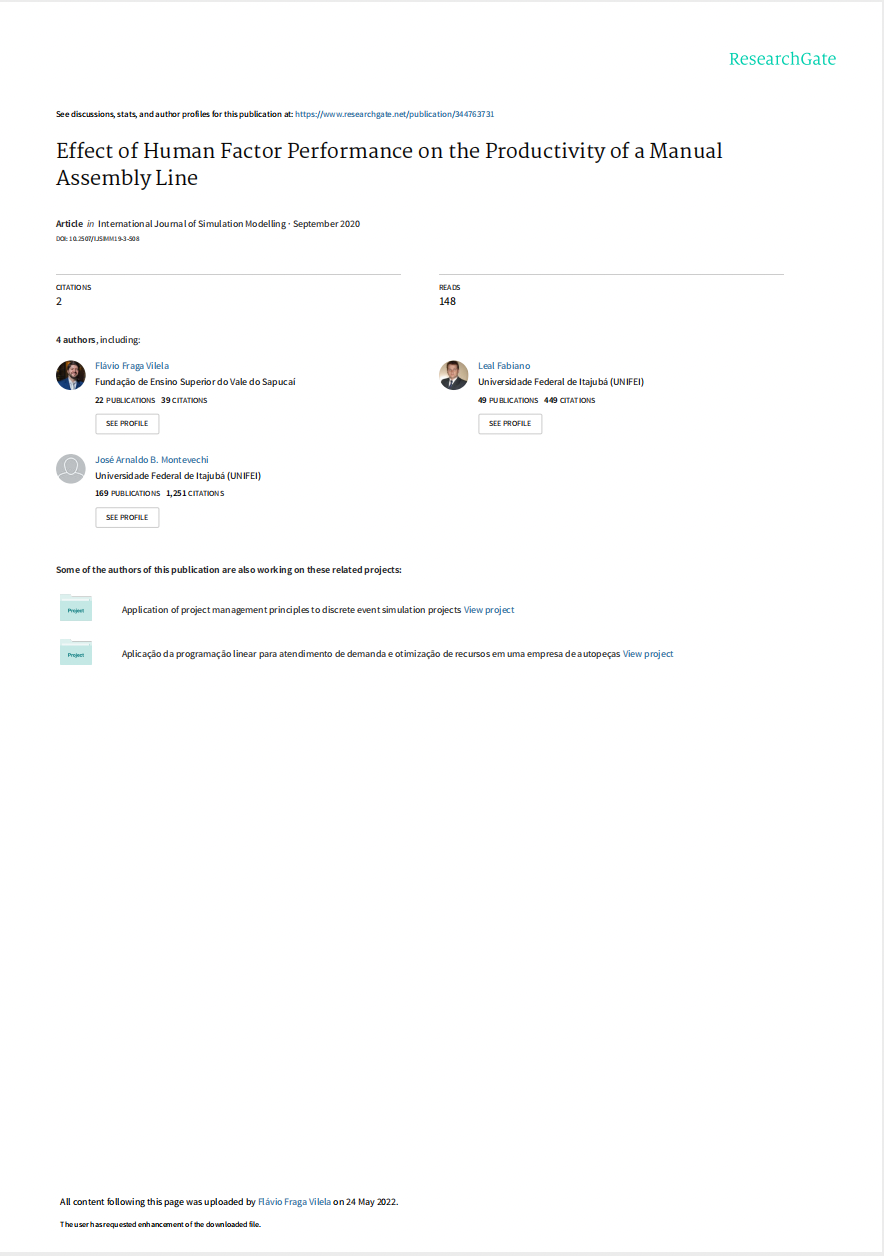 ResearchGate
See discussions, stats, and author profiles for this publication at: https://www.researchgate.net/publication/344763731
Effect of Human Factor Performance on the Productivity of a Manual
Assembly Line
Article in International Journal of Simulation Modelling · September 2020
DOI: 10.2507/IJSIMM19-3-508
CITATIONS
2
READS
148
4 authors, including:
Flávio Fraga Vilela
Fundação de Ensino Superior do Vale do Sapucaí
22 PUBLICATIONS 39 CITATIONS
SEE PROFILE
Leal Fabiano
Universidade Federal de Itajubá (UNIFEI)
49 PUBLICATIONS 449 CITATIONS
SEE PROFILE
José Arnaldo B. Montevechi
Universidade Federal de Itajubá (UNIFEI)
169 PUBLICATIONS 1,251 CITATIONS
SEE PROFILE
Some of the authors of this publication are also working on these related projects:
Project
Application of project management principles to discrete event simulation projects View project
Project
Aplicação da programação linear para atendimento de demanda e otimização de recursos em uma empresa de autopeças View project
All content following this page was uploaded by Flávio Fraga Vilela on 24 May 2022.
The user has requested enhancement of the downloaded file.